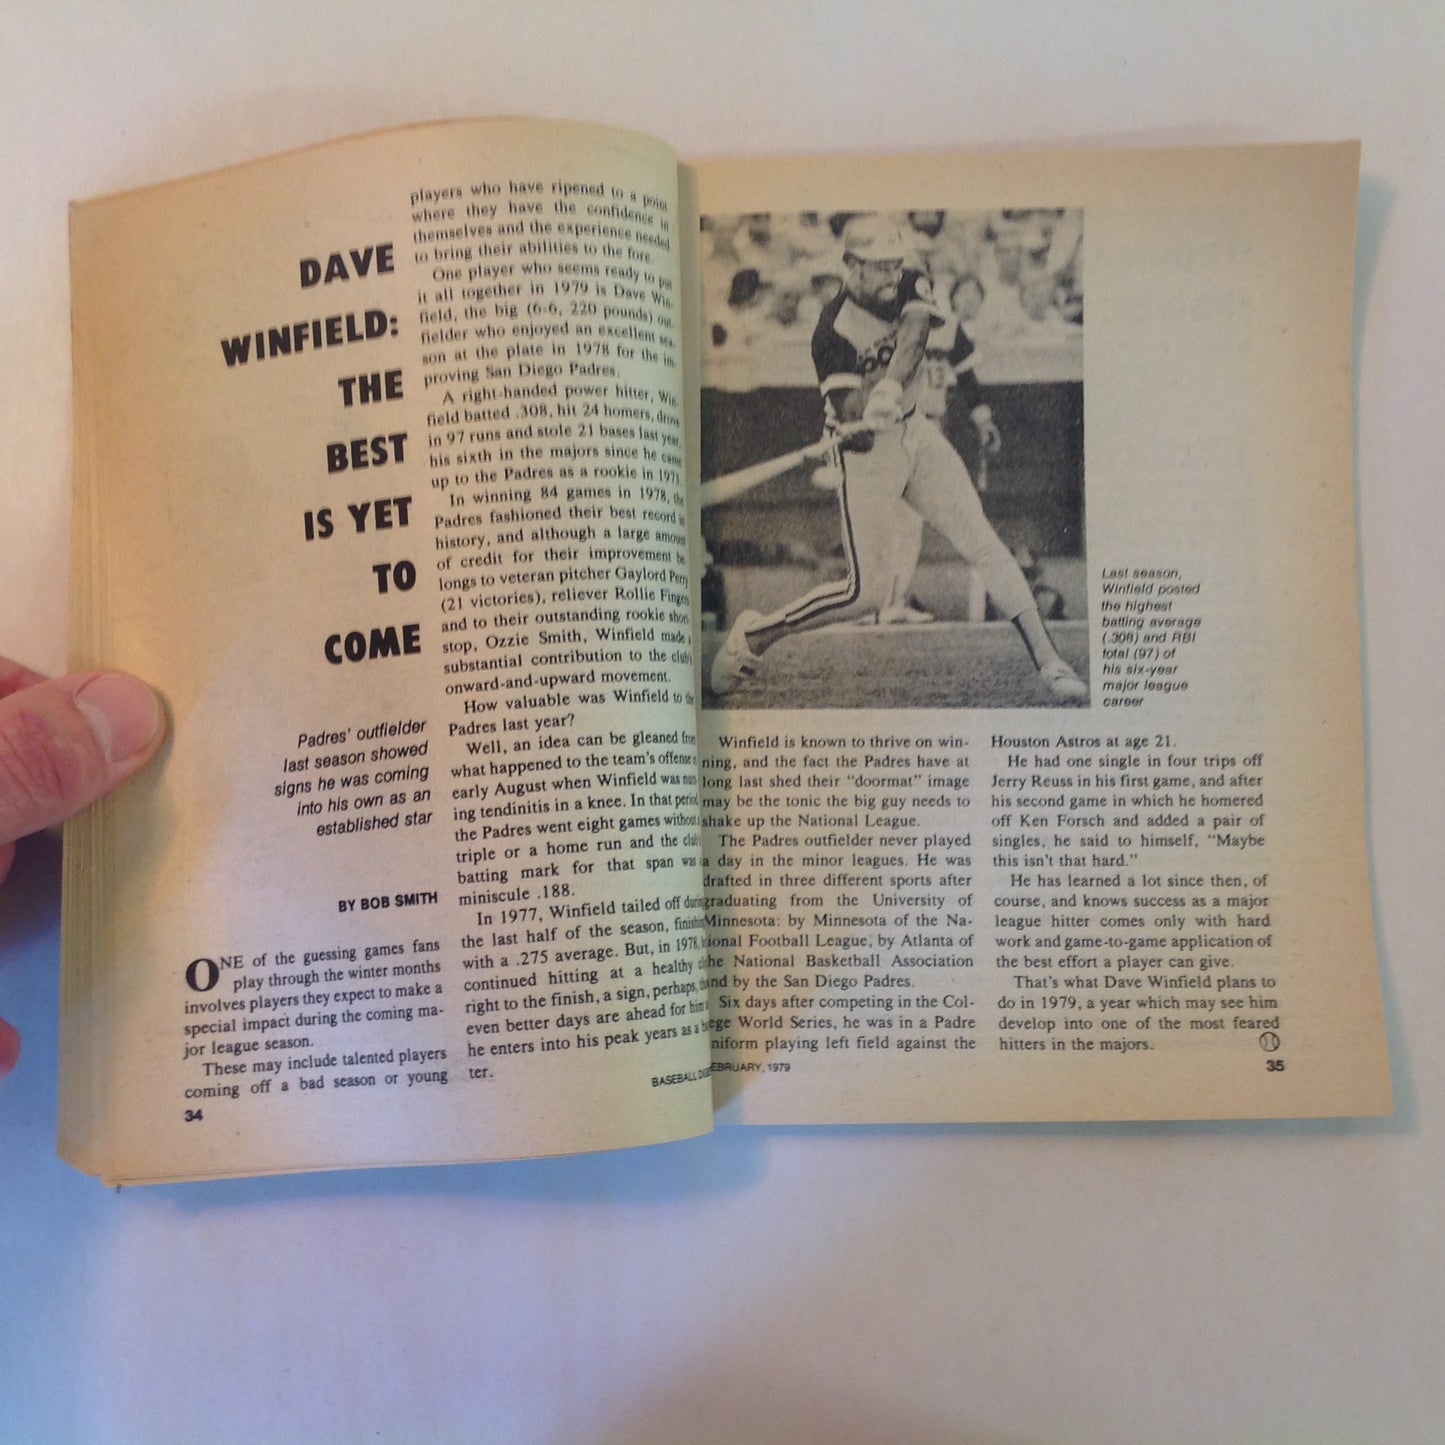 DAVE
WINFIELD:
THE
BEST
IS YET
TO
COME
Padres' outfielder
last season showed
signs he was coming
into his own as an
established star
BY BOB SMITH
ONE of the guessing games fans
play through the winter months
involves players they expect to make a
special impact during the coming ma-
jor league season.
These may include talented players
coming off a bad season or young
34
players who have ripened to a point
where they have the confidence in
themselves and the experience needed
to bring their abilities to the fore.
One player who seems ready to put
it all together in 1979 is Dave Win-
field, the big (6-6, 220 pounds) out-
fielder who enjoyed an excellent sea-
son at the plate in 1978 for the im-
proving San Diego Padres.
A right-handed power hitter, Win-
field batted .308, hit 24 homers, drove
in 97 runs and stole 21 bases last year,
his sixth in the majors since he came
up to the Padres as a rookie in 1973.
In winning 84 games in 1978, the
Padres fashioned their best record in
history, and although a large amount
of credit for their improvement be-
longs to veteran pitcher Gaylord Perry
(21 victories), reliever Rollie Fingers
and to their outstanding rookie short-
stop, Ozzie Smith, Winfield made a
substantial contribution to the club's
onward-and-upward movement.
How valuable was Winfield to the
Padres last year?
Well, an idea can be gleaned from
what happened to the team's offense in
early August when Winfield was nurs-
ing tendinitis in a knee. In that period
the Padres went eight games without a
triple or a home run and the club's
batting mark for that span was a
miniscule .188.
In 1977, Winfield tailed off during
the last half of the season, finishing
with a .275 average. But, in 1978, he
continued hitting at a healthy clip
right to the finish, a sign, perhaps, that
even better days are ahead for him as
he enters into his peak years as a hit-
ter.
BASEBALL DIGEST
Last season,
Winfield posted
the highest
batting average
(.308) and RBI
total (97) of
his six-year
major league
career
Winfield is known to thrive on win-
ning, and the fact the Padres have at
long last shed their "doormat" image
may be the tonic the big guy needs to
shake up the National League.
The Padres outfielder never played
a day in the minor leagues. He was
drafted in three different sports after
graduating from the University of
Minnesota: by Minnesota of the Na-
tional Football League, by Atlanta of
the National Basketball Association
and by the San Diego Padres.
Six days after competing in the Col-
lege World Series, he was in a Padre
uniform playing left field against the
FEBRUARY, 1979
Houston Astros at age 21.
He had one single in four trips off
Jerry Reuss in his first game, and after
his second game in which he homered
off Ken Forsch and added a pair of
singles, he said to himself, "Maybe
this isn't that hard."
He has learned a lot since then, of
course, and knows success as a major
league hitter comes only with hard
work and game-to-game application of
the best effort a player can give.
That's what Dave Winfield plans to
do in 1979, a year which may see him
develop into one of the most feared
hitters in the majors.
35
13